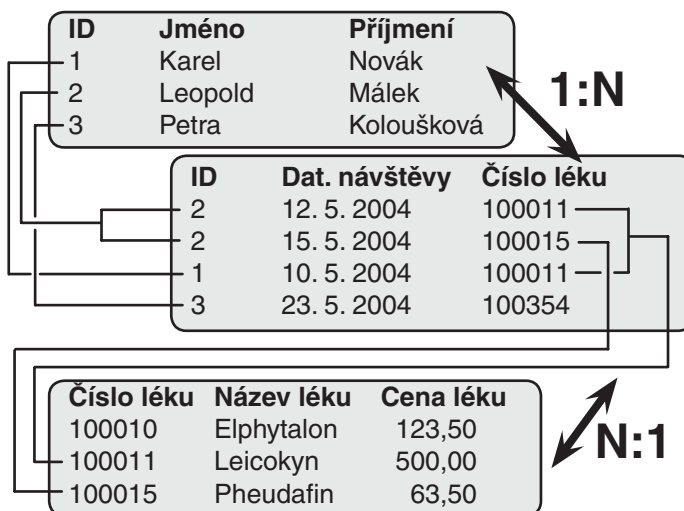 ID Jméno Příjmení
1 Karel Novák
2 Leopold Málek
3 Petra Koloušková
1:N
ID Dat. návštěvy Číslo léku
2 12. 5. 2004 100011
2 15. 5. 2004 100015
1 10. 5. 2004 100011
3 23. 5. 2004 100354
Číslo léku Název léku Cena léku
100010 Elphytalon 123,50
100011 Leicokyn 500,00
100015 Pheudafin 63,50
N:1